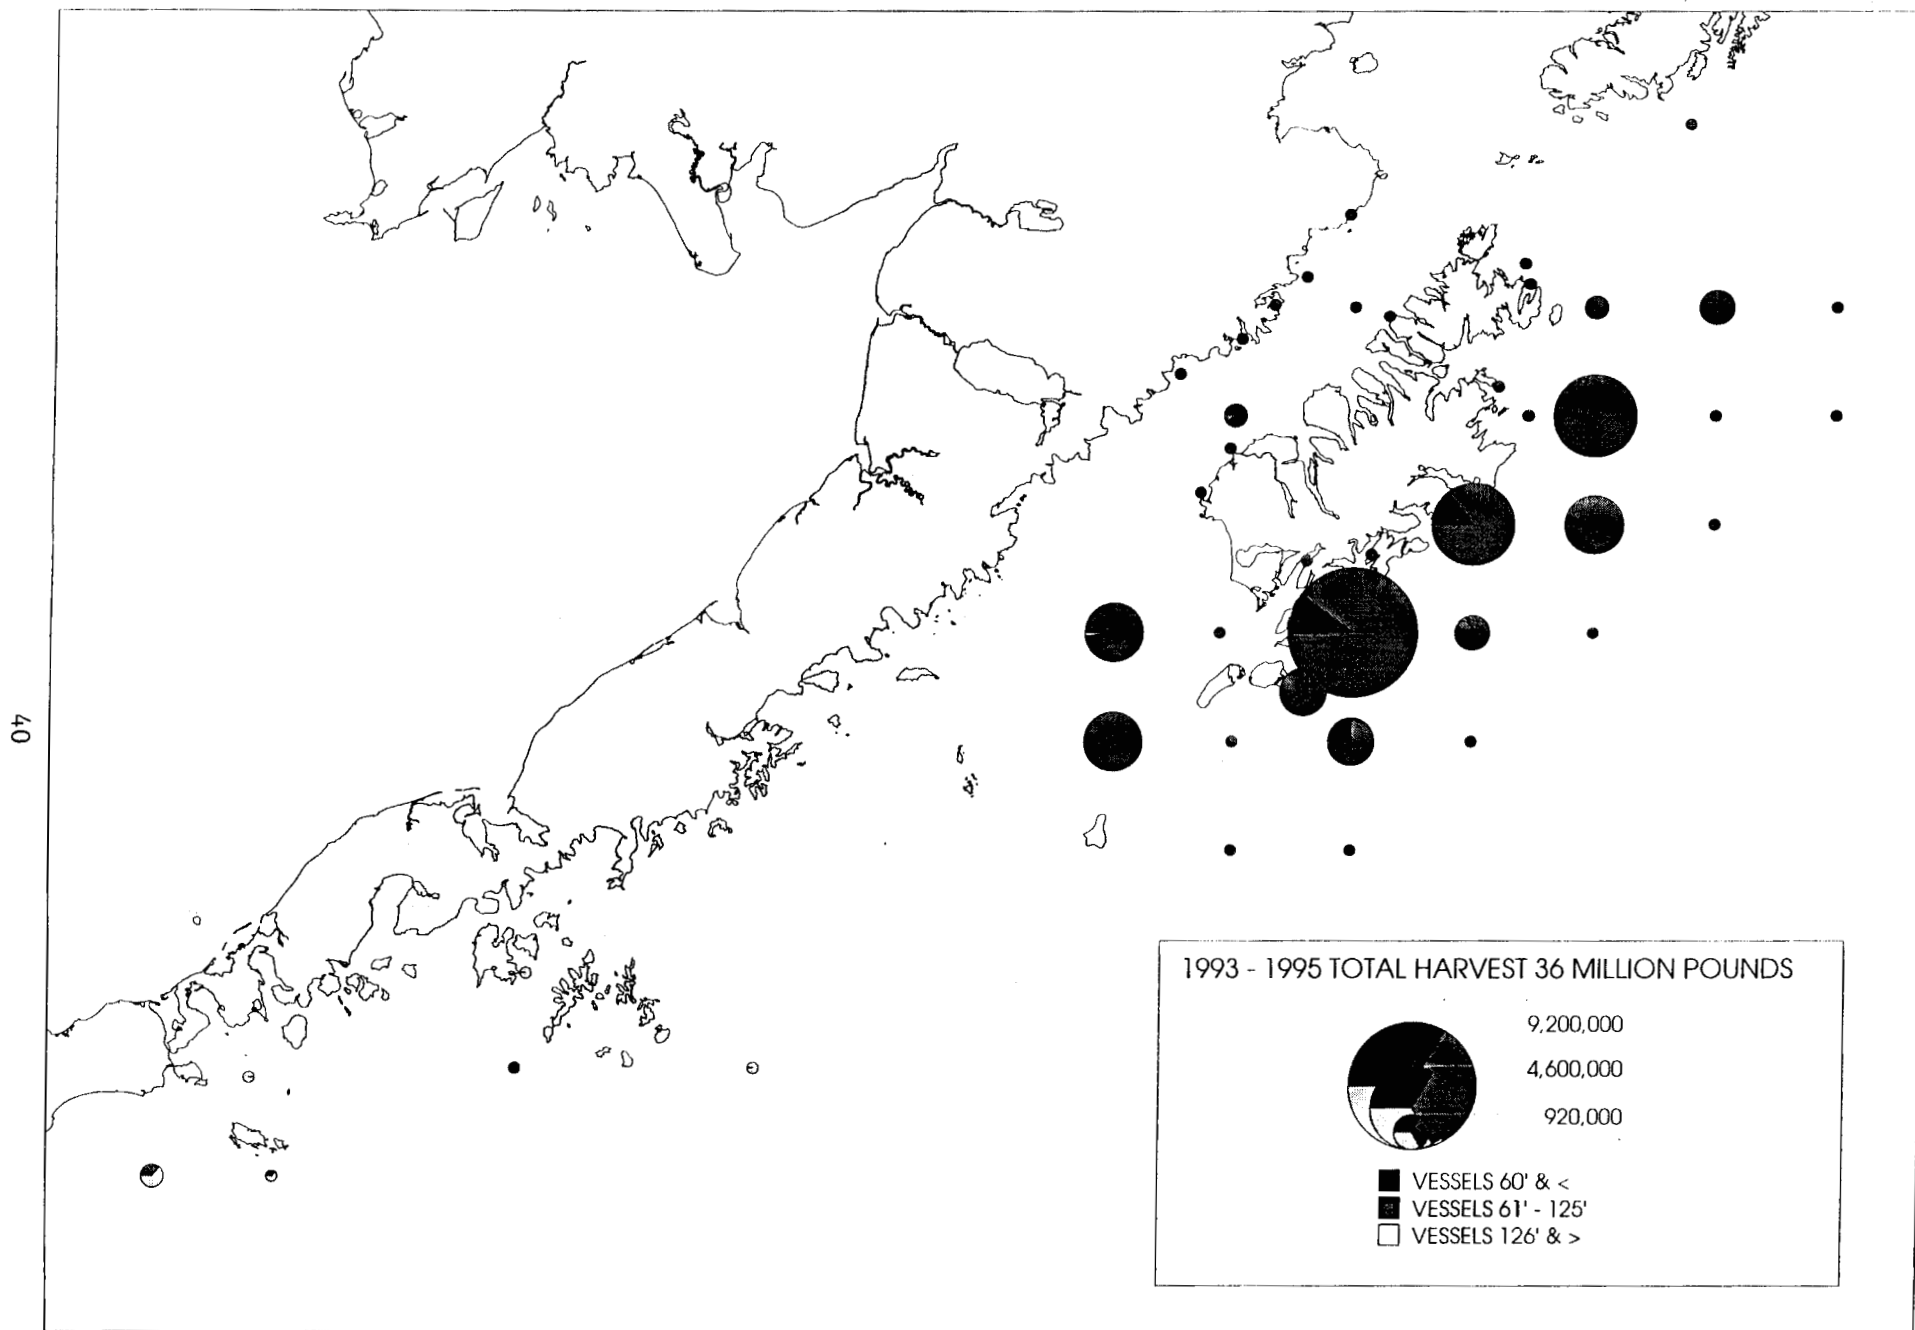 40
1993 - 1995 TOTAL HARVEST 36 MILLION POUNDS
9,200,000
4,600,000
920,000
VESSELS 60' & <
VESSELS 61' - 125'
VESSELS 126' & >